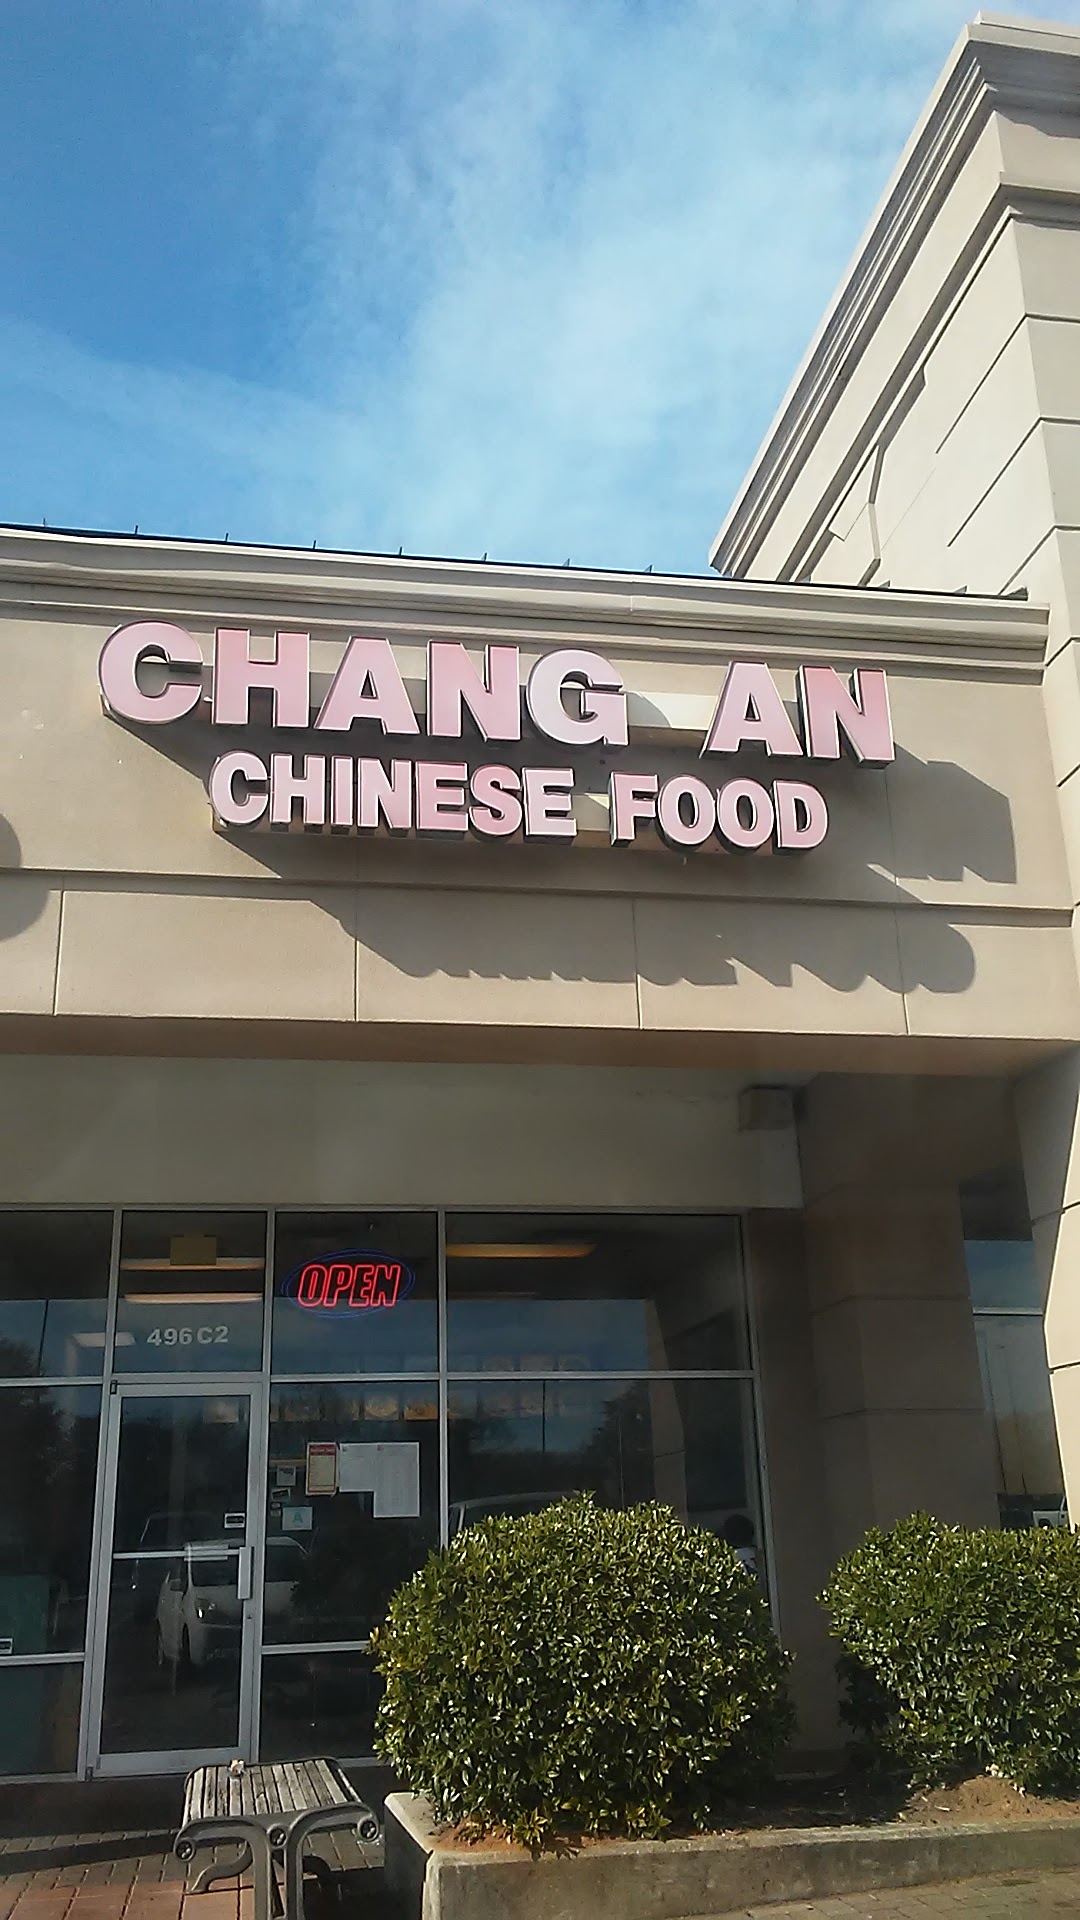 CHANG AN
CHINESE FOOD
OPEN
496 C2
A